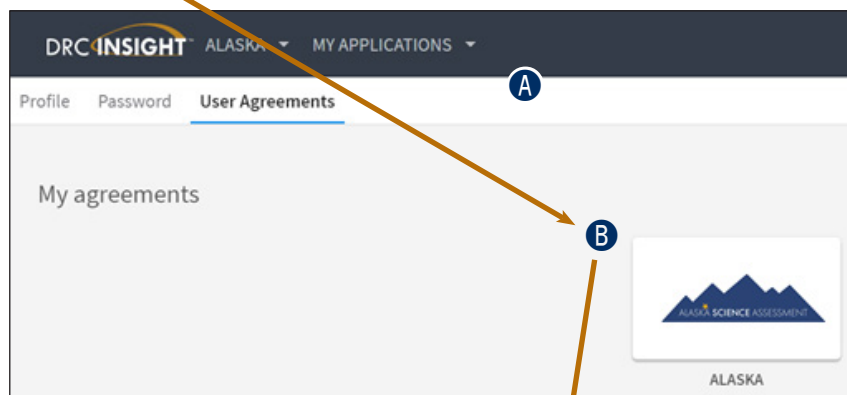 DRC INSIGHT ALASKA MY APPLICATIONS
A
Profile Password User Agreements
My agreements
B
ALASKA SCIENCE ASSESSMENT
ALASKA